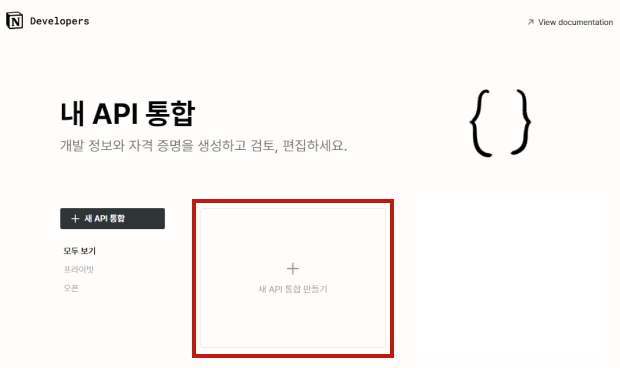 Developers
View documentation
내 API 통합
개발 정보와 자격 증명을 생성하고 검토, 편집하세요.
{ }
+ 새 API 통합
모두 보기
프라이빗
오픈
+
새 API 통합 만들기